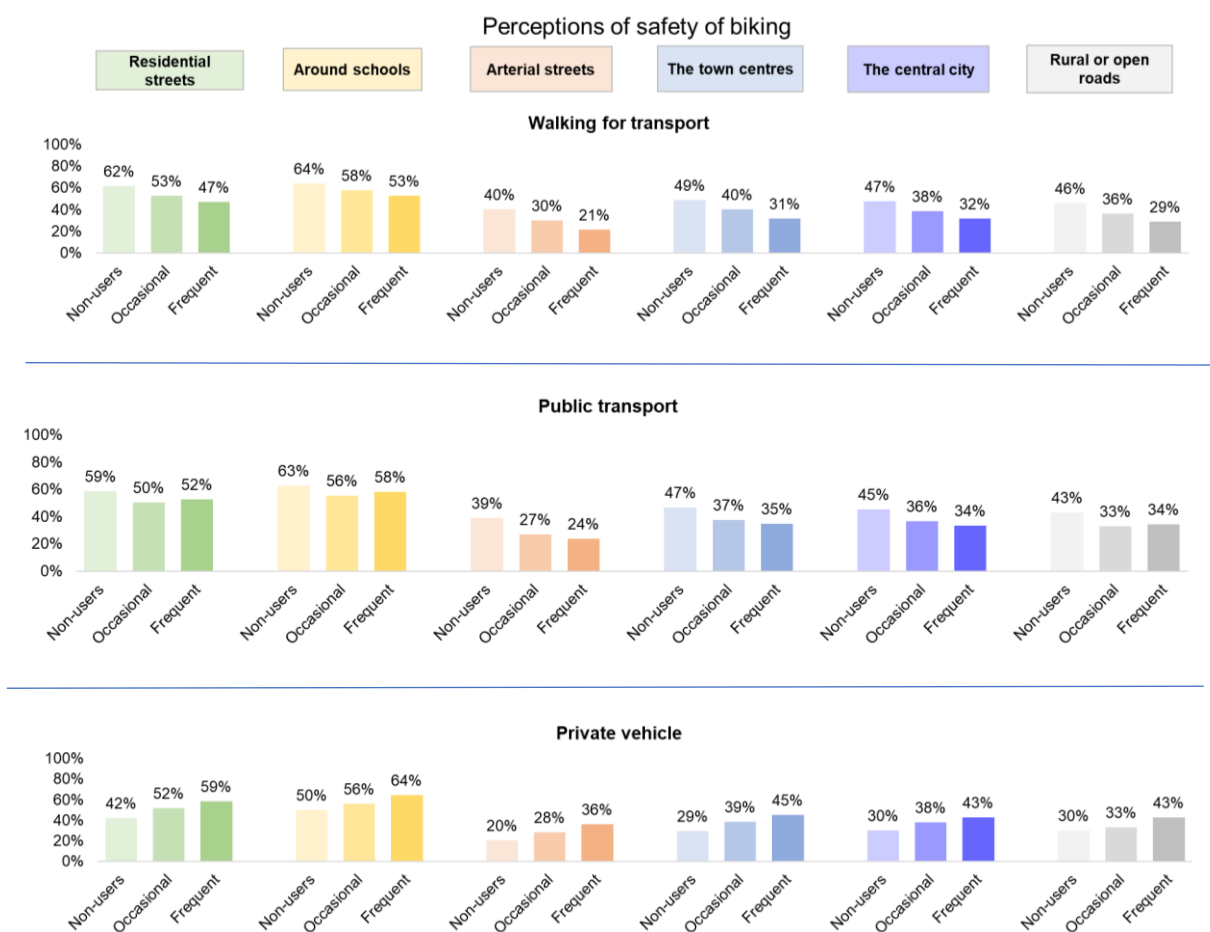 Perceptions of safety of biking
Residential
streets
Around schools
Arterial streets
The town centres
The central city
Rural or open
roads
Walking for transport
100%
80%
60%
40%
20%
0%
62% 53% 47%
64% 58% 53%
40% 30% 21%
49% 40% 31%
47% 38% 32%
46% 36% 29%
Non-users Occasional Frequent
Non-users Occasional Frequent
Non-users Occasional Frequent
Non-users Occasional Frequent
Non-users Occasional Frequent
Non-users Occasional Frequent
Public transport
100%
80%
60%
40%
20%
0%
59% 50% 52%
63% 56% 58%
39% 27% 24%
47% 37% 35%
45% 36% 34%
43% 33% 34%
Non-users Occasional Frequent
Non-users Occasional Frequent
Non-users Occasional Frequent
Non-users Occasional Frequent
Non-users Occasional Frequent
Non-users Occasional Frequent
Private vehicle
100%
80%
60%
40%
20%
0%
42% 52% 59%
50% 56% 64%
20% 28% 36%
29% 39% 45%
30% 38% 43%
30% 33% 43%
Non-users Occasional Frequent
Non-users Occasional Frequent
Non-users Occasional Frequent
Non-users Occasional Frequent
Non-users Occasional Frequent
Non-users Occasional Frequent